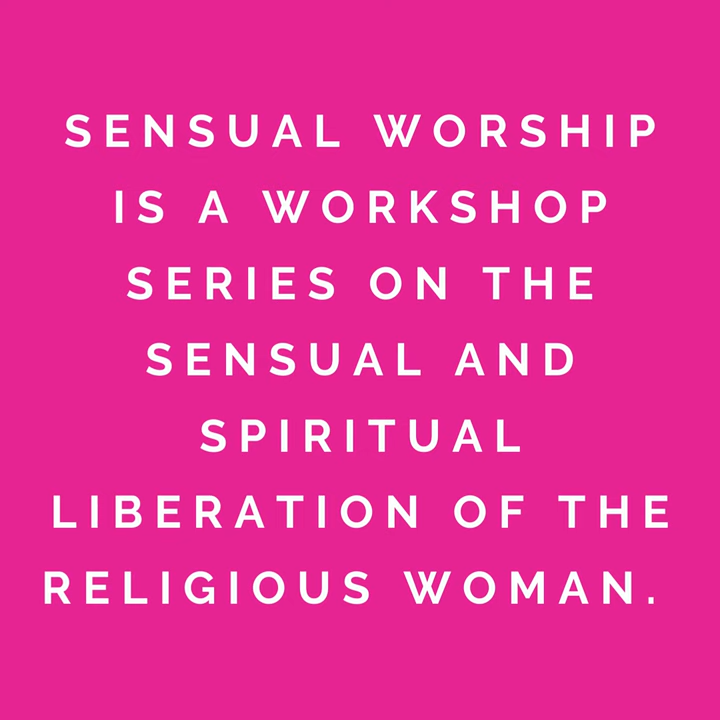 SENSUAL WORSHIP
IS A WORKSHOP
SERIES ON THE
SENSUAL AND
SPIRITUAL
LIBERATION OF THE
RELIGIOUS WOMAN.